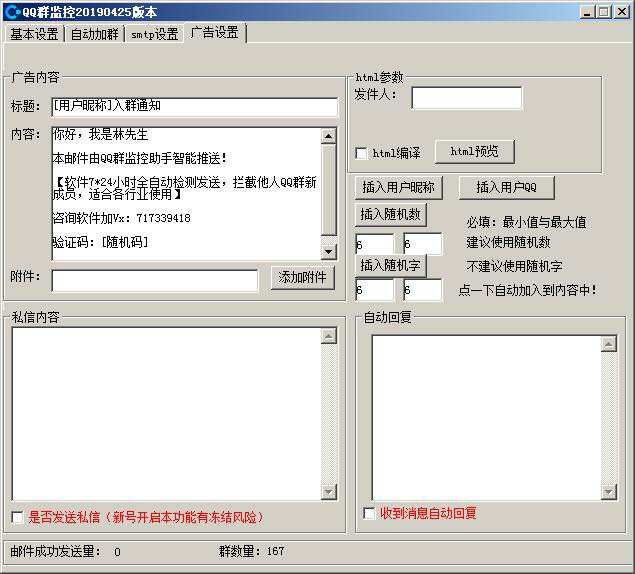 QQ群监控20190425版本
基本设置 自动加群 smtp设置 广告设置
广告内容
标题： [用户昵称]入群通知
内容： 你好，我是林先生
本邮件由QQ群监控助手智能推送！
【软件7*24小时全自动检测发送，拦截他人QQ群新
成员，适合各行业使用】
咨询软件加Vx：717339418
验证码：[随机码]
附件： 添加附件
html参数
发件人：
html编译 html预览
插入用户昵称 插入用户QQ
插入随机数
必填：最小值与最大值
6 6 建议使用随机数
插入随机字 不建议使用随机字
6 6 点一下自动加入到内容中！
私信内容
是否发送私信（新号开启本功能有冻结风险）
自动回复
收到消息自动回复
邮件成功发送量： 0 群数量：167